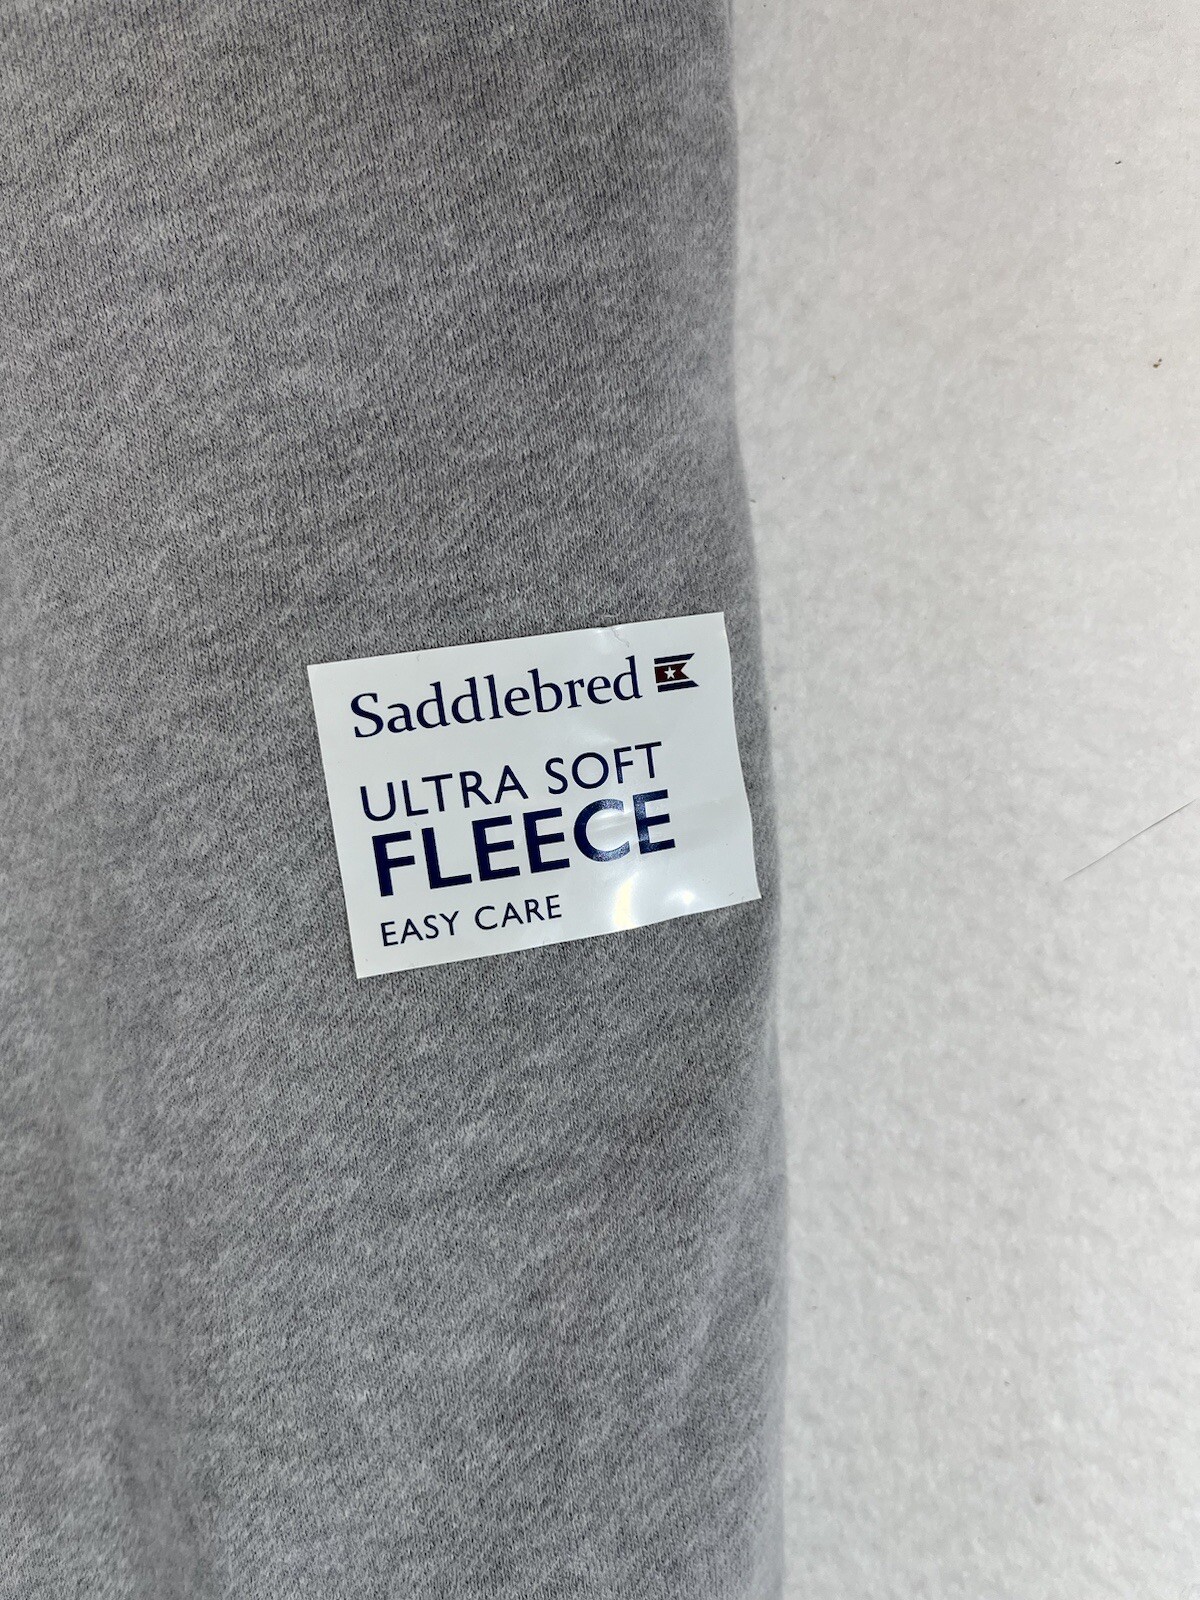 Saddlebred
ULTRA SOFT
FLEECE
EASY CARE